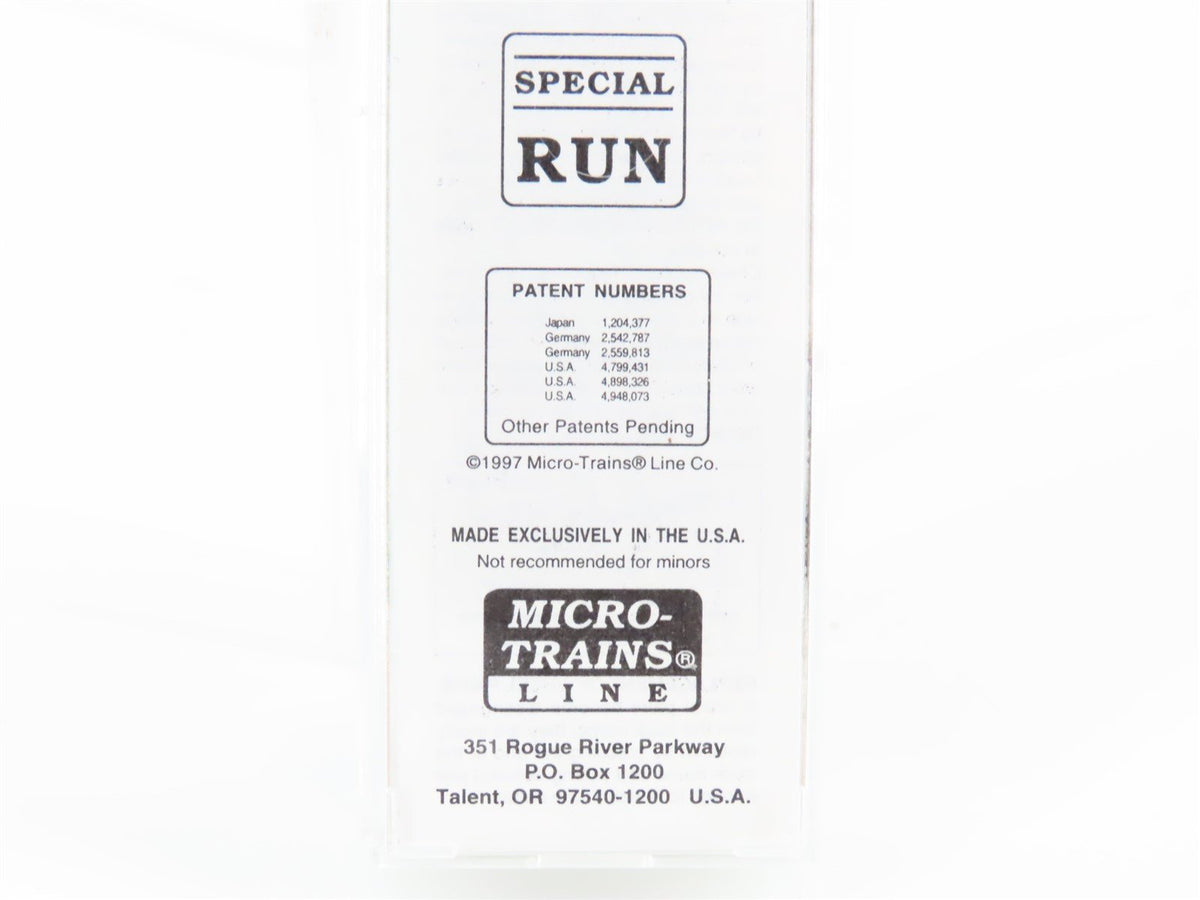 SPECIAL
RUN
PATENT NUMBERS
Japan 1,204,377
Germany 2,542,787
Germany 2,559,813
U.S.A. 4,799,431
U.S.A. 4,898,326
U.S.A. 4,948,073
Other Patents Pending
©1997 Micro-Trains® Line Co.
MADE EXCLUSIVELY IN THE U.S.A.
Not recommended for minors
MICRO-
TRAINS®
LINE
351 Rogue River Parkway
P.O. Box 1200
Talent, OR 97540-1200 U.S.A.